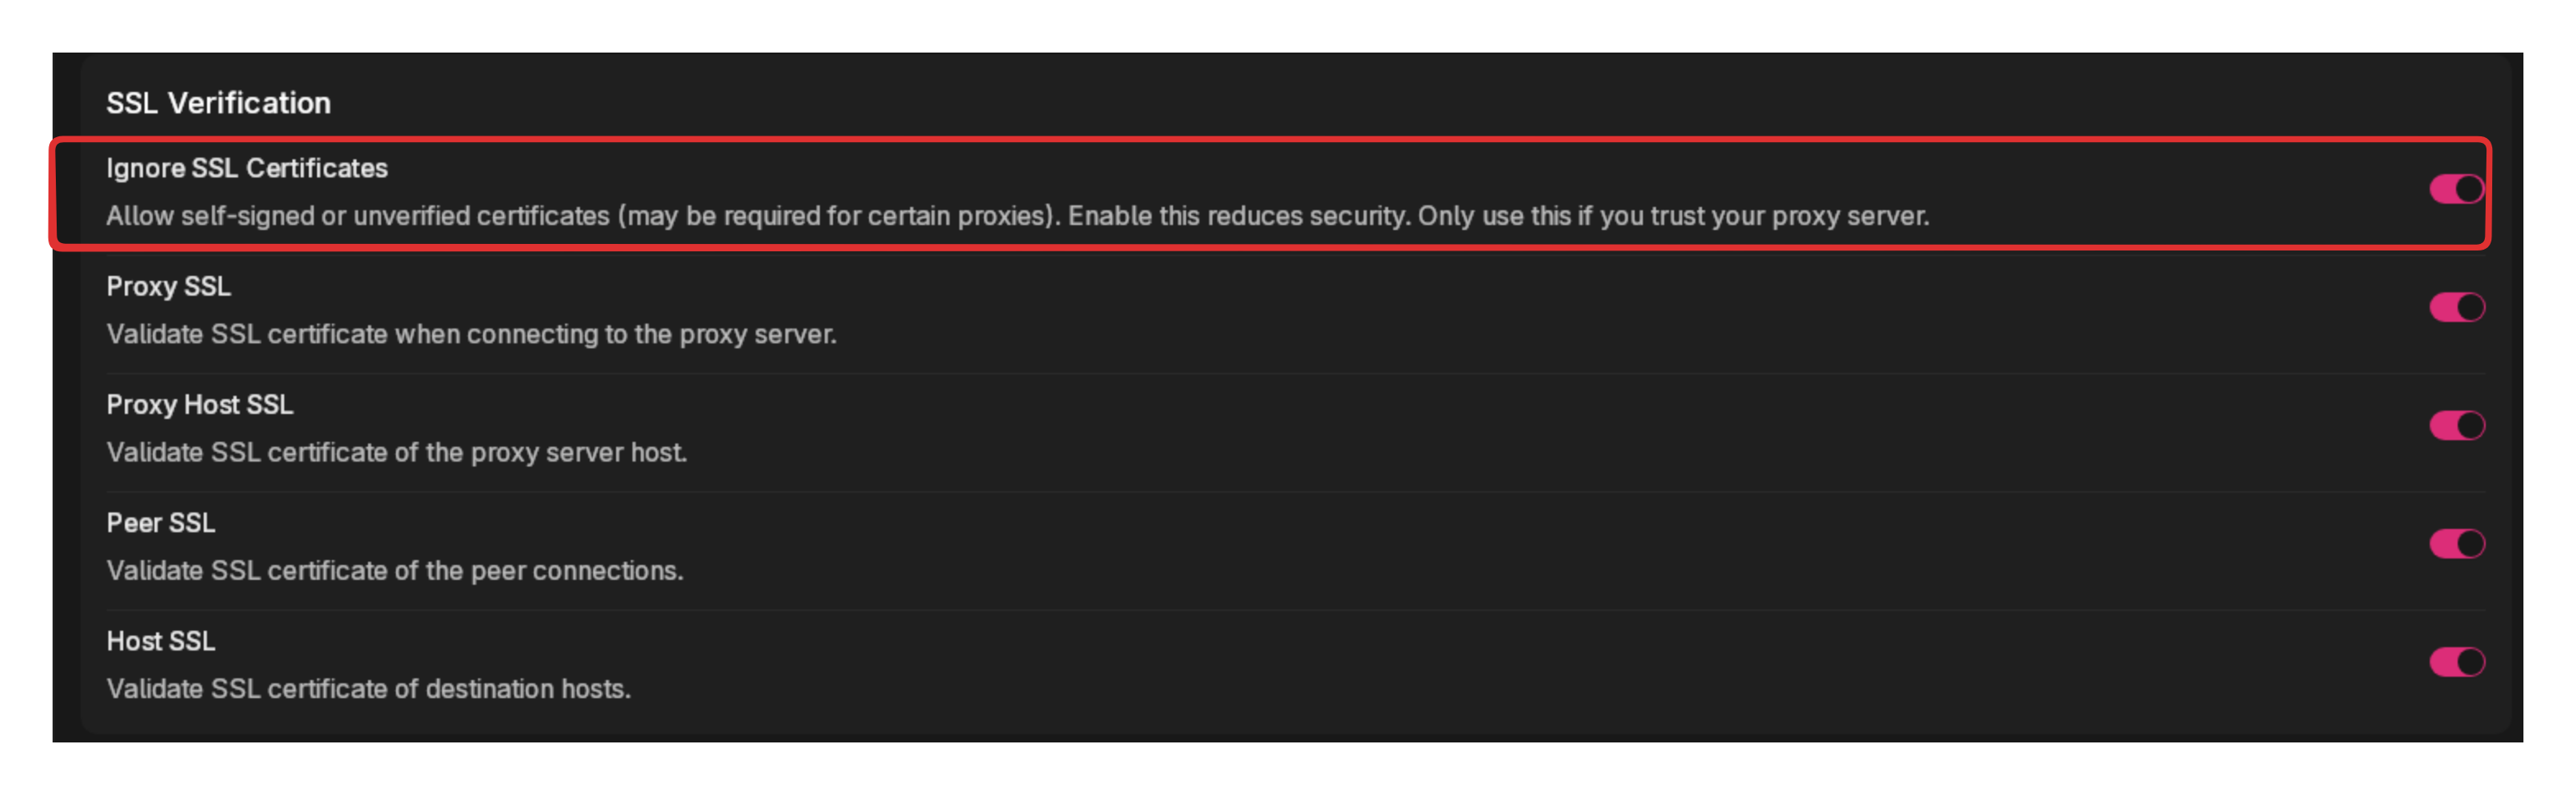 SSL Verification
Ignore SSL Certificates
Allow self-signed or unverified certificates (may be required for certain proxies). Enable this reduces security. Only use this if you trust your proxy server.
Proxy SSL
Validate SSL certificate when connecting to the proxy server.
Proxy Host SSL
Validate SSL certificate of the proxy server host.
Peer SSL
Validate SSL certificate of the peer connections.
Host SSL
Validate SSL certificate of destination hosts.